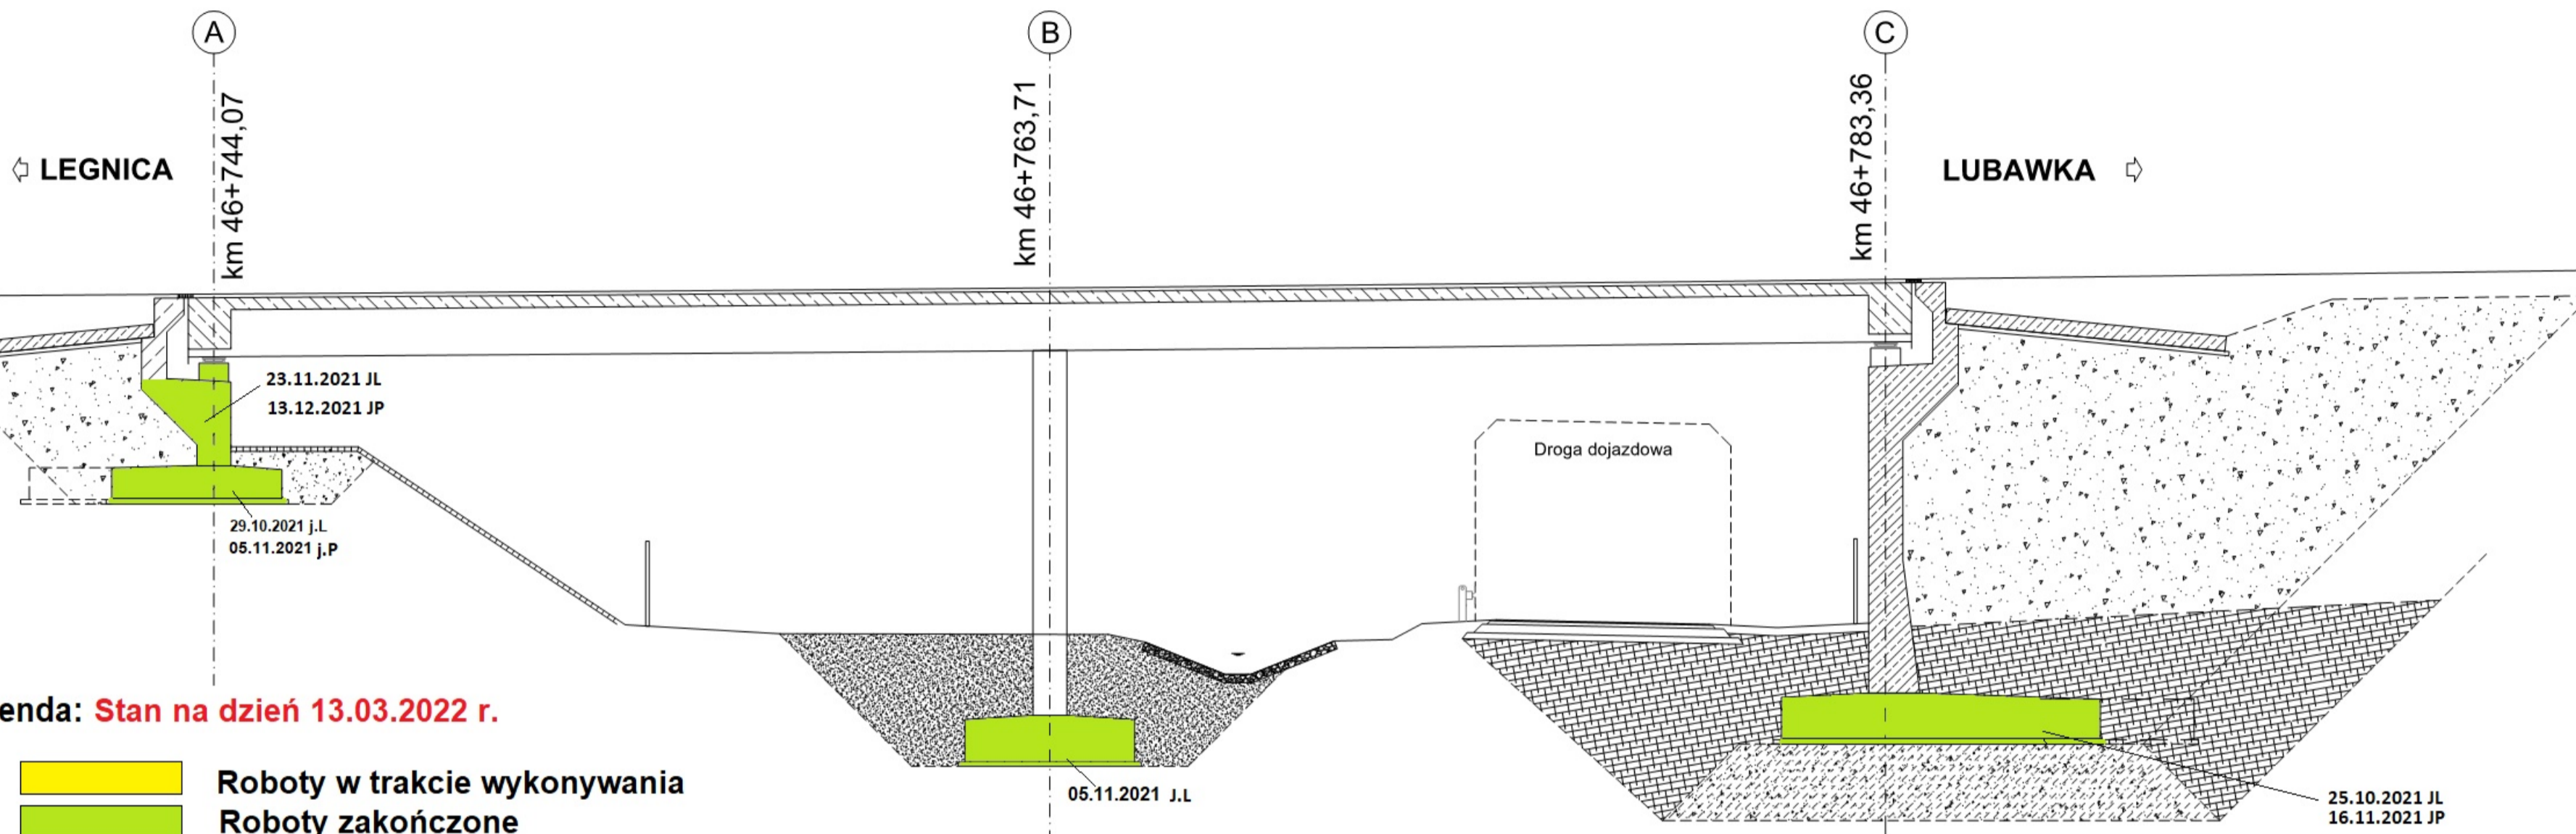 A
B
C
km 46+744,07
km 46+763,71
km 46+783,36
LEGNICA
LUBAWKA
23.11.2021 JL
13.12.2021 JP
Droga dojazdowa
29.10.2021 j.L
05.11.2021 j.P
enda: Stan na dzień 13.03.2022 r.
Roboty w trakcie wykonywania
Roboty zakończone
05.11.2021 J.L
25.10.2021 JL
16.11.2021 JP